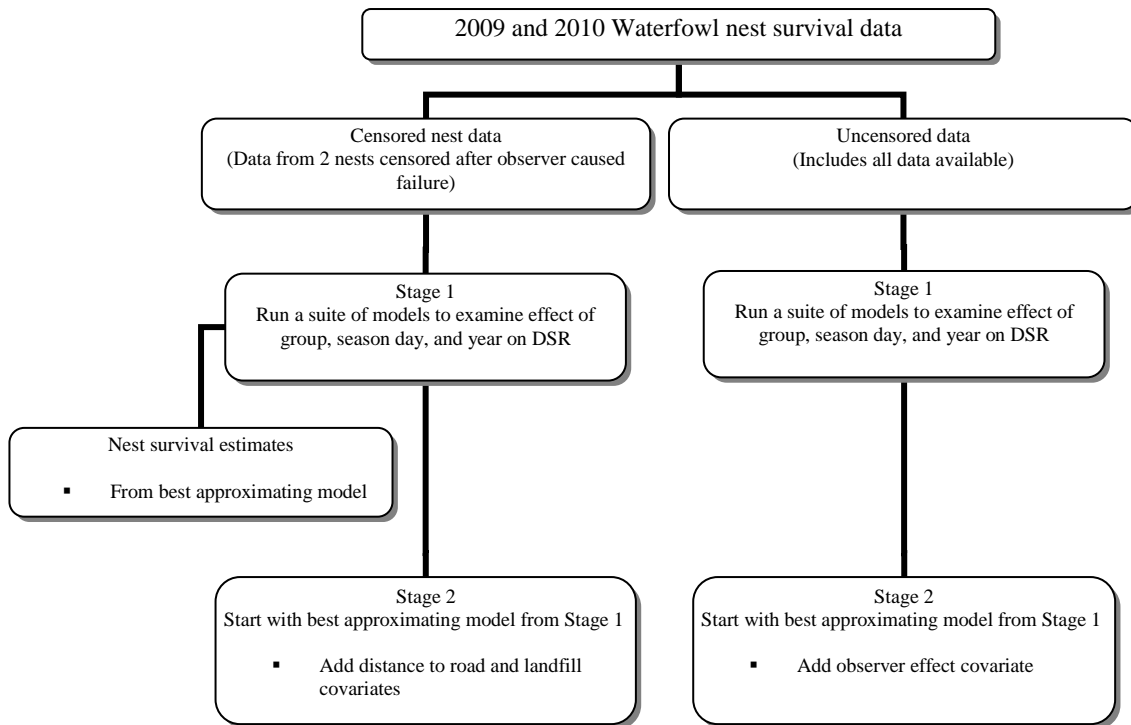 2009 and 2010 Waterfowl nest survival data
Censored nest data
(Data from 2 nests censored after observer caused
failure)
Uncensored data
(Includes all data available)
Stage 1
Run a suite of models to examine effect of
group, season day, and year on DSR
Stage 1
Run a suite of models to examine effect of
group, season day, and year on DSR
Nest survival estimates
▪ From best approximating model
Stage 2
Start with best approximating model from Stage 1
▪ Add distance to road and landfill
covariates
Stage 2
Start with best approximating model from Stage 1
▪ Add observer effect covariate